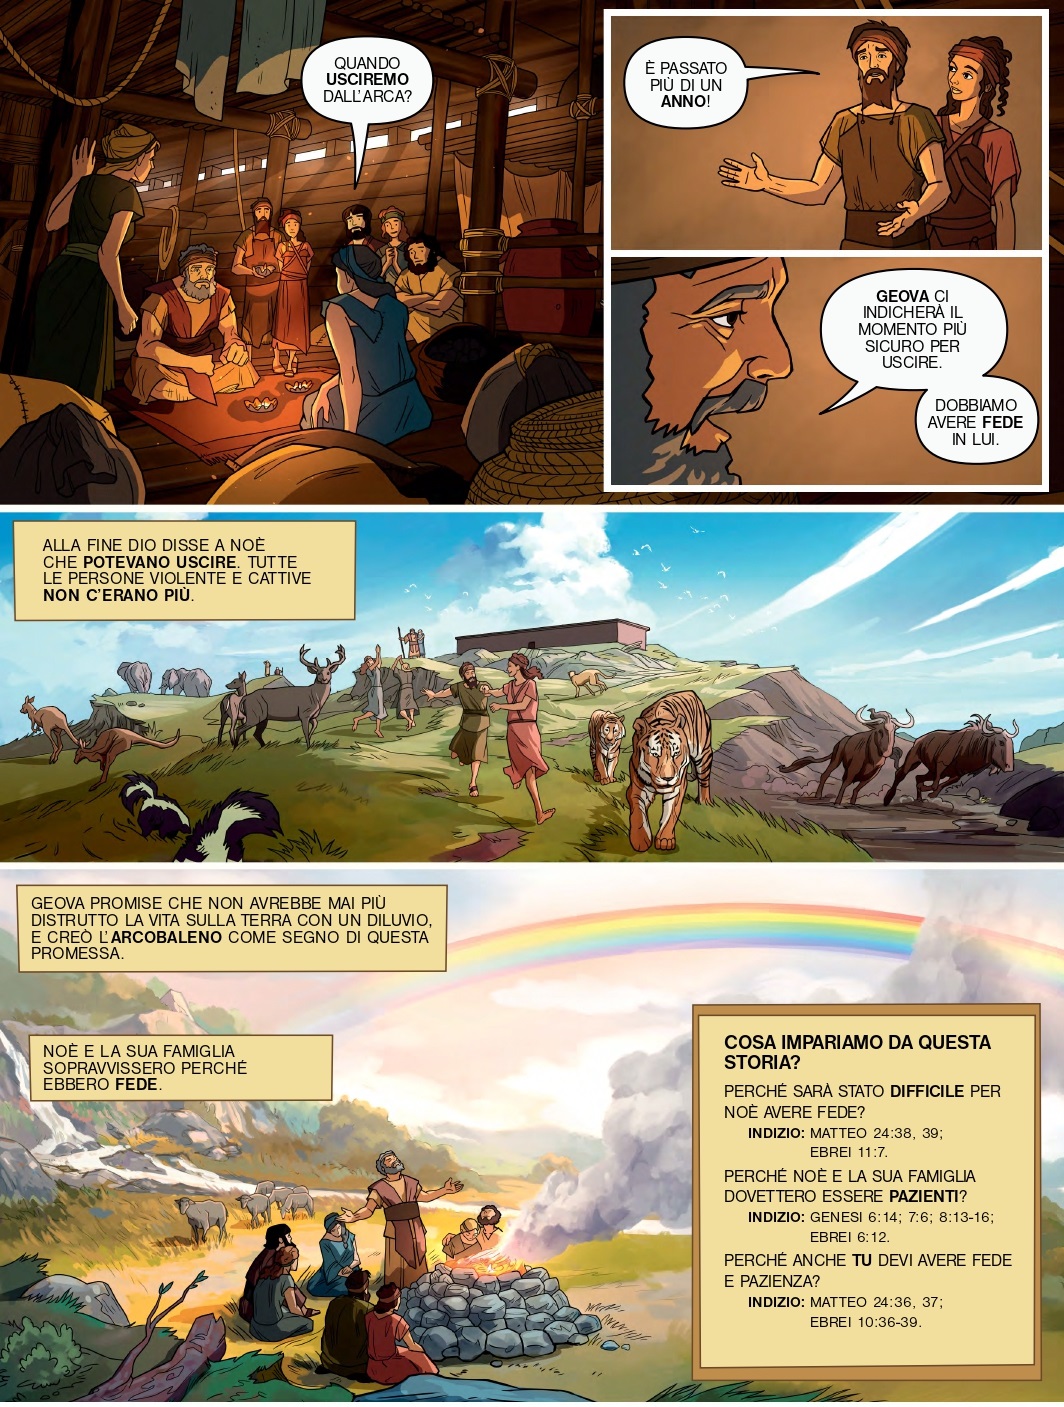 QUANDO
USCIREMO
DALL'ARCA?
È PASSATO
PIÙ DI UN
ANNO!
GEOVA CI
INDICHERÀ IL
MOMENTO PIÙ
SICURO PER
USCIRE.
DOBBIAMO
AVERE FEDE
IN LUI.
ALLA FINE DIO DISSE A NOÈ
CHE POTEVANO USCIRE. TUTTE
LE PERSONE VIOLENTE E CATTIVE
NON C'ERANO PIÙ.
GEOVA PROMISE CHE NON AVREBBE MAI PIÙ
DISTRUTTO LA VITA SULLA TERRA CON UN DILUVIO,
E CREÒ L'ARCOBALENO COME SEGNO DI QUESTA
PROMESSA.
NOÈ E LA SUA FAMIGLIA
SOPRAVVISSERO PERCHÉ
EBBERO FEDE.
COSA IMPARIAMO DA QUESTA
STORIA?
PERCHÉ SARÀ STATO DIFFICILE PER
NOÈ AVERE FEDE?
INDIZIO: MATTEO 24:38, 39;
EBREI 11:7.
PERCHÉ NOÈ E LA SUA FAMIGLIA
DOVETTERO ESSERE PAZIENTI?
INDIZIO: GENESI 6:14; 7:6; 8:13-16;
EBREI 6:12.
PERCHÉ ANCHE TU DEVI AVERE FEDE
E PAZIENZA?
INDIZIO: MATTEO 24:36, 37;
EBREI 10:36-39.